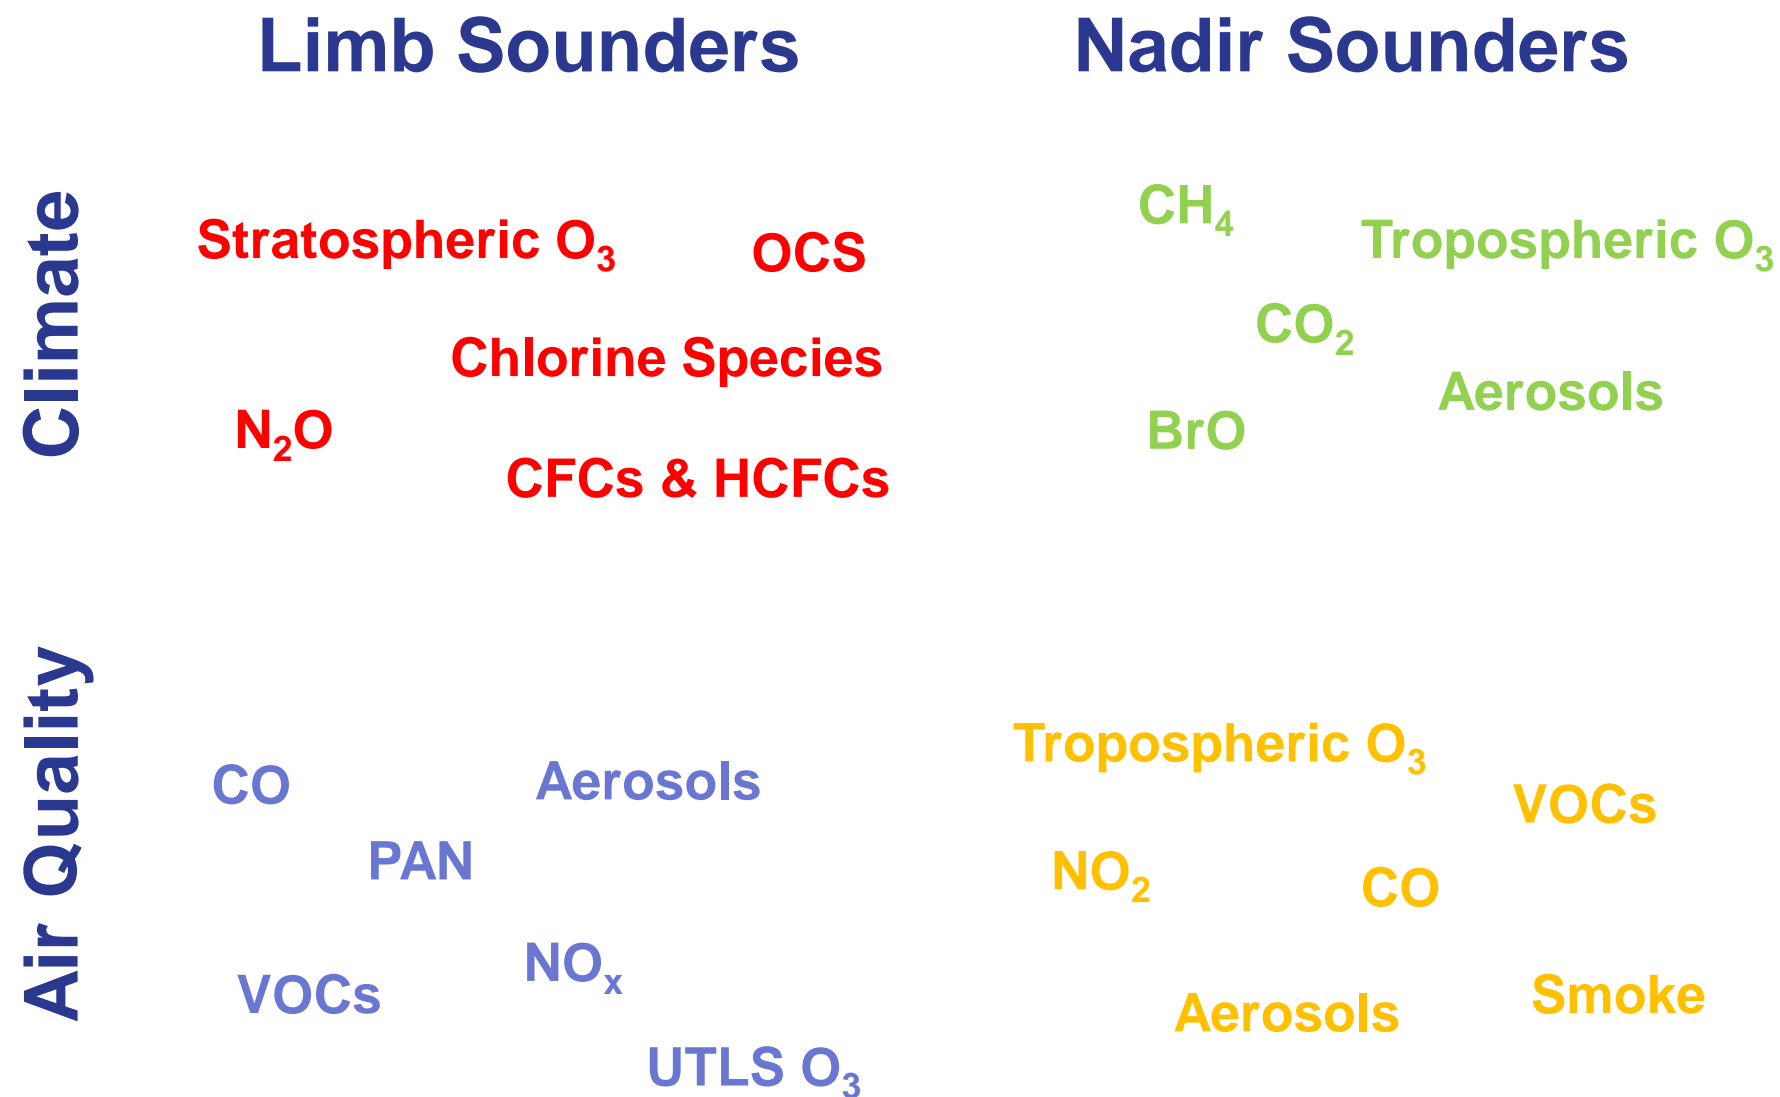 Limb Sounders
Nadir Sounders
Climate
Stratospheric O₃
OCS
Chlorine Species
N₂O
CFCs & HCFCs
CH₄
Tropospheric O₃
CO₂
Aerosols
BrO
Air Quality
CO
Aerosols
PAN
NOₓ
VOCs
UTLS O₃
Tropospheric O₃
VOCs
NO₂
CO
Smoke
Aerosols